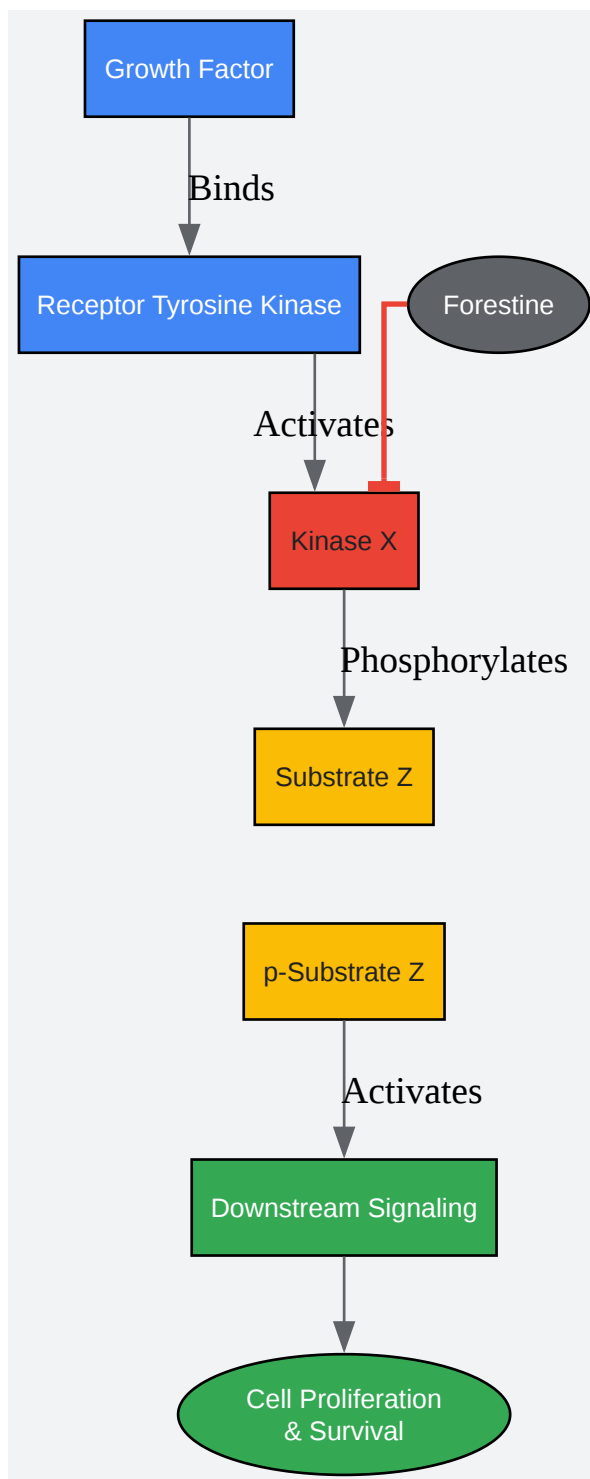 Growth Factor
Binds
Receptor Tyrosine Kinase
Forestine
Activates
Kinase X
Phosphorylates
Substrate Z
p-Substrate Z
Activates
Downstream Signaling
Cell Proliferation
& Survival